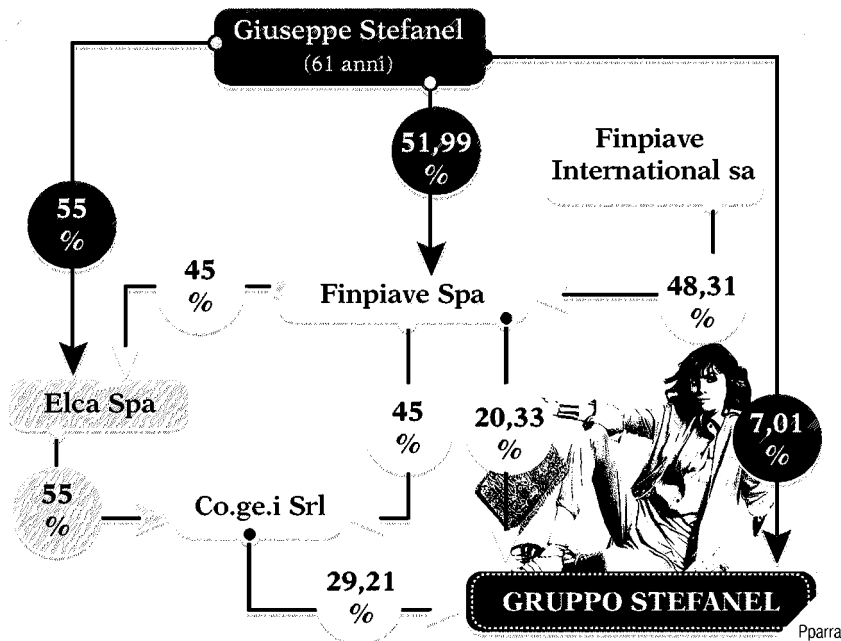 Giuseppe Stefanel
(61 anni)
51,99
%
Finpiave
International sa
55
%
45
%
Finpiave Spa
48,31
%
Elca Spa
45
%
20,33
%
7,01
%
55
%
Co.ge.i Srl
29,21
%
GRUPPO STEFANEL
Pparra